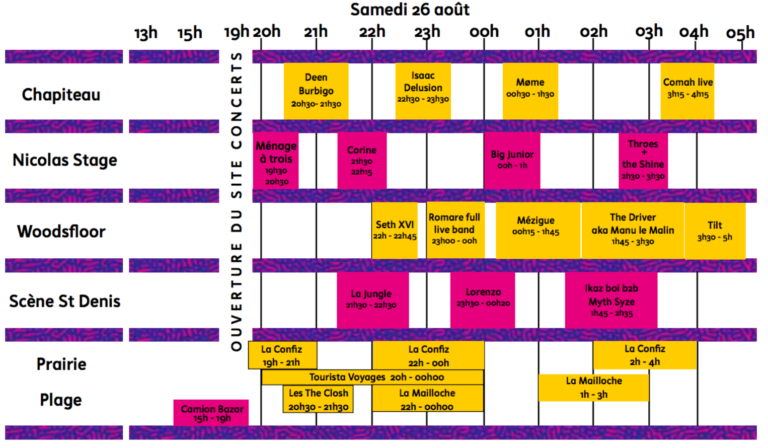 Samedi 26 août
13h 15h 19h 20h 21h 22h 23h 00h 01h 02h 03h 04h 05h
OUVERTURE DU SITE CONCERTS
Chapiteau
Deen
Burbigo
20h30- 21h30
Isaac
Delusion
22h30 - 23h30
Møme
00h30 - 1h30
Comah live
3h15 - 4h15
Nicolas Stage
Ménage
à trois
19h30
20h30
Corine
21h30
22h15
Big Junior
00h - 1h
Throes
+
the Shine
2h30 - 3h30
Woodsfloor
Seth XVI
22h - 22h45
Romare full
live band
23h00 - 00h
Mézigue
00h15 - 1h45
The Driver
aka Manu le Malin
1h45 - 3h30
Tilt
3h30 - 5h
Scène St Denis
La Jungle
21h30 - 22h30
Lorenzo
23h30 - 00h20
Ikaz boi b2b
Myth Syze
1h45 - 2h35
Prairie
La Confiz
19h - 21h
La Confiz
22h - 00h
La Confiz
2h - 4h
Tourista Voyages 20h - 00h00
Plage
Les The Closh
20h30 - 21h30
La Mailloche
22h - 00h00
La Mailloche
1h - 3h
Camion Bazar
15h - 19h